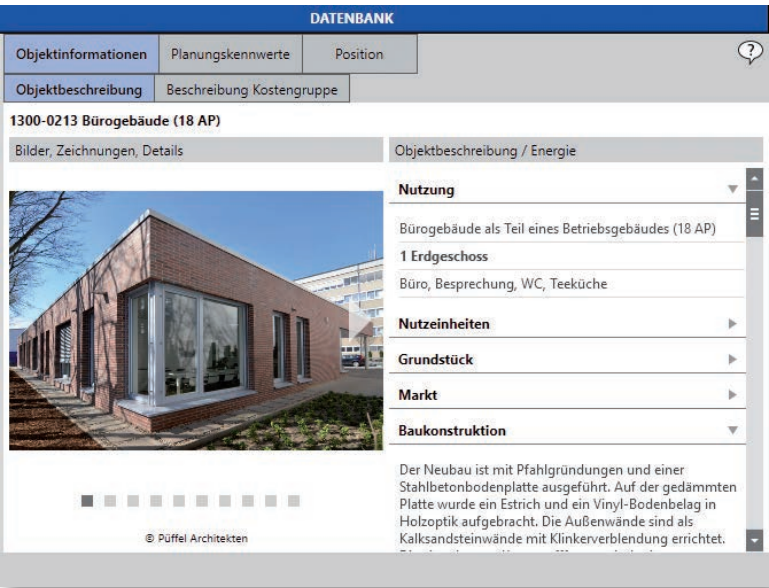 DATENBANK
Objektinformationen
Planungskennwerte
Position
?
Objektbeschreibung
Beschreibung Kostengruppe
1300-0213 Bürogebäude (18 AP)
Bilder, Zeichnungen, Details
Objektbeschreibung / Energie
Nutzung
Bürogebäude als Teil eines Betriebsgebäudes (18 AP)
1 Erdgeschoss
Büro, Besprechung, WC, Teeküche
Nutzeinheiten
Grundstück
Markt
Baukonstruktion
Der Neubau ist mit Pfahlgründungen und einer
Stahlbetonbodenplatte ausgeführt. Auf der gedämmten
Platte wurde ein Estrich und ein Vinyl-Bodenbelag in
Holzoptik aufgebracht. Die Außenwände sind als
Kalksandsteinwände mit Klinkerverblendung errichtet.
© Püffel Architekten